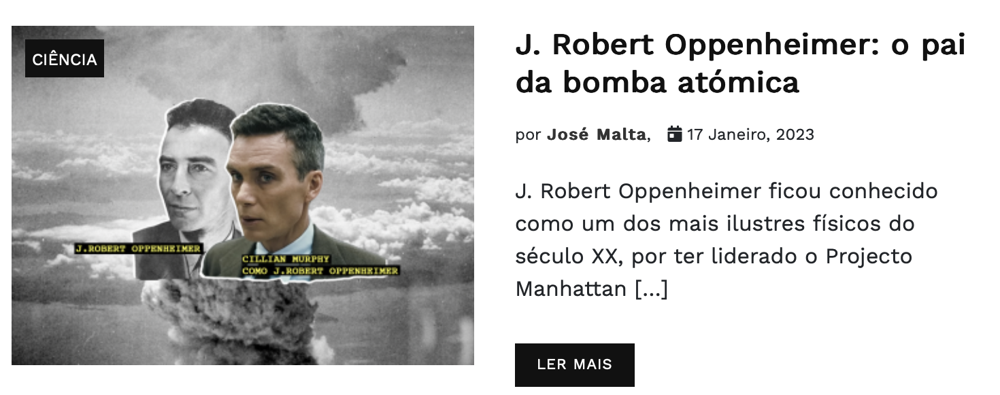 CIÊNCIA
J.ROBERT OPPENHEIMER
CILLIAN MURPHY
COMO J.ROBERT OPPENHEIMER
J. Robert Oppenheimer: o pai
da bomba atómica
por José Malta, 17 Janeiro, 2023
J. Robert Oppenheimer ficou conhecido
como um dos mais ilustres físicos do
século XX, por ter liderado o Projecto
Manhattan [...]
LER MAIS